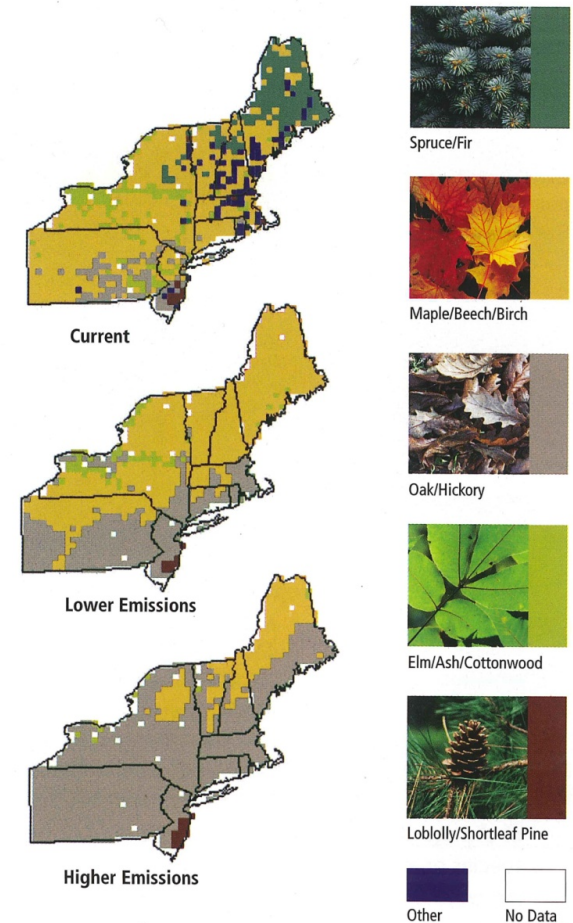 Current
Lower Emissions
Higher Emissions
Spruce/Fir
Maple/Beech/Birch
Oak/Hickory
Elm/Ash/Cottonwood
Loblolly/Shortleaf Pine
Other
No Data